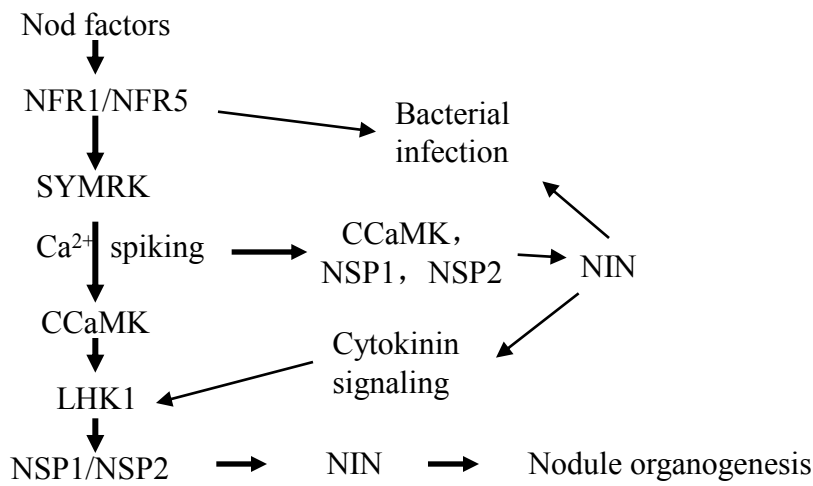 Nod factors
NFR1/NFR5
Bacterial
infection
SYMRK
Ca²⁺ spiking
CCaMK，
NSP1，NSP2
NIN
CCaMK
Cytokinin
signaling
LHK1
NSP1/NSP2
NIN
Nodule organogenesis